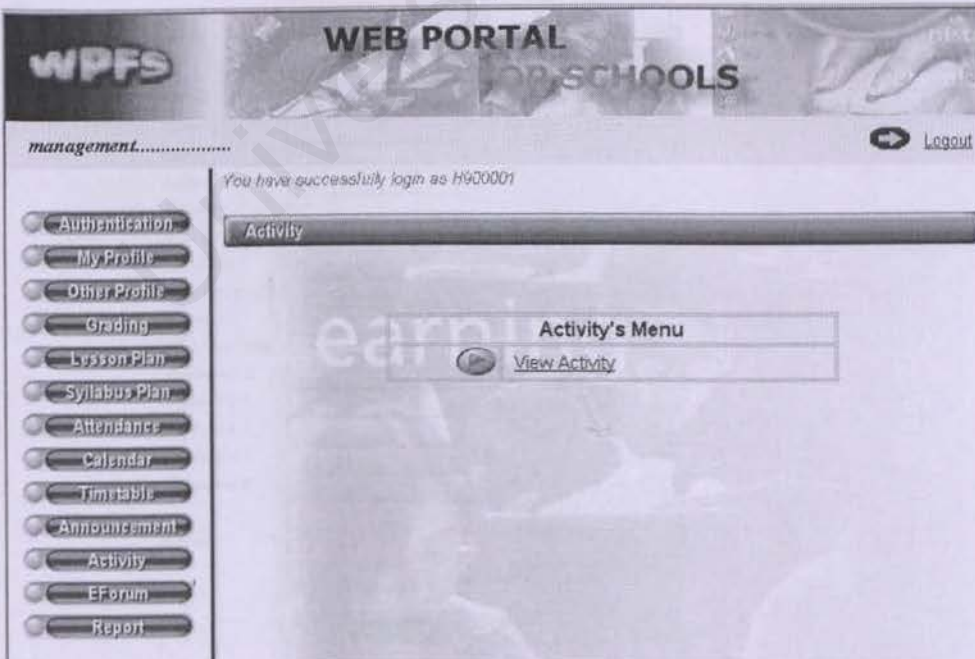 WPFS
WEB PORTAL
FOR SCHOOLS
management...................
Logout
You have successfully login as H900001
Authentication
My Profile
Other Profile
Grading
Lesson Plan
Syllabus Plan
Attendance
Calendar
Timetable
Announcement
Activity
EForum
Report
Activity
Activity's Menu
View Activity